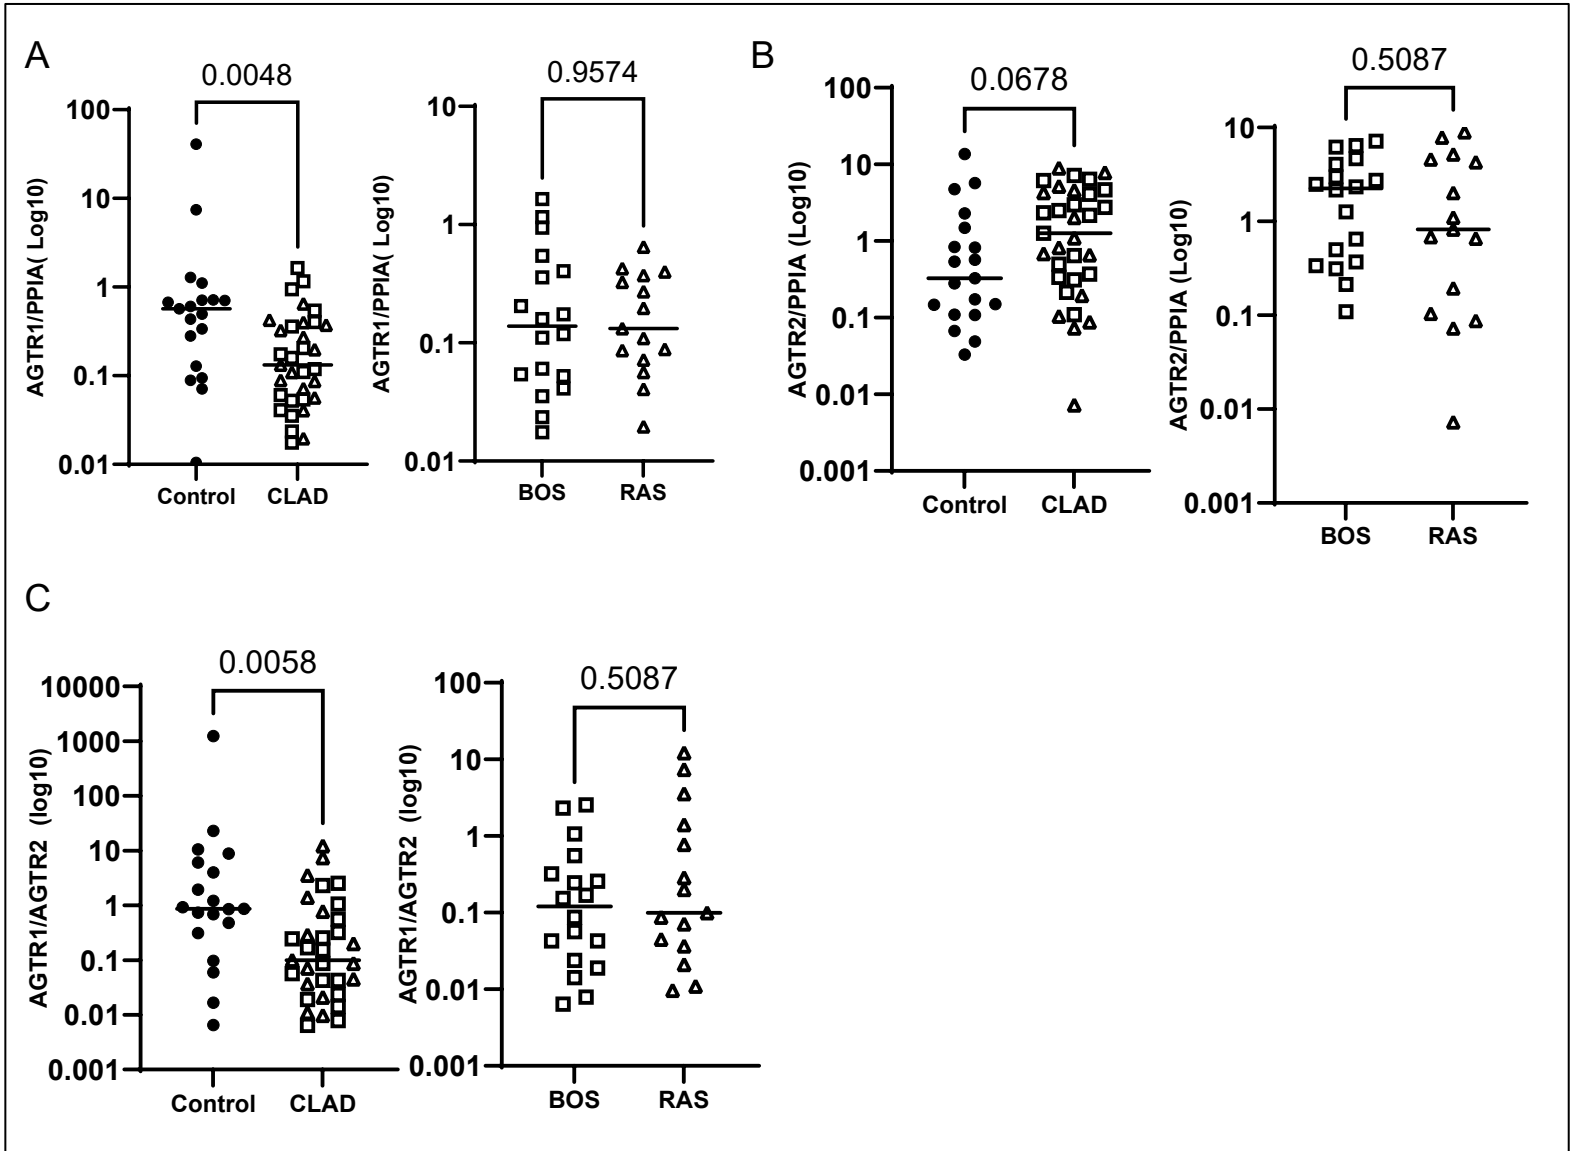 A
0.0048
100
10
1
0.1
0.01
AGTR1/PPIA( Log10)
Control
CLAD
0.9574
10
1
0.1
0.01
AGTR1/PPIA( Log10)
BOS
RAS
B
0.0678
100
10
1
0.1
0.01
0.001
AGTR2/PPIA (Log10)
Control
CLAD
0.5087
10
1
0.1
0.01
0.001
AGTR2/PPIA (Log10)
BOS
RAS
C
0.0058
10000
1000
100
10
1
0.1
0.01
0.001
AGTR1/AGTR2 (log10)
Control
CLAD
0.5087
100
10
1
0.1
0.01
0.001
AGTR1/AGTR2 (log10)
BOS
RAS